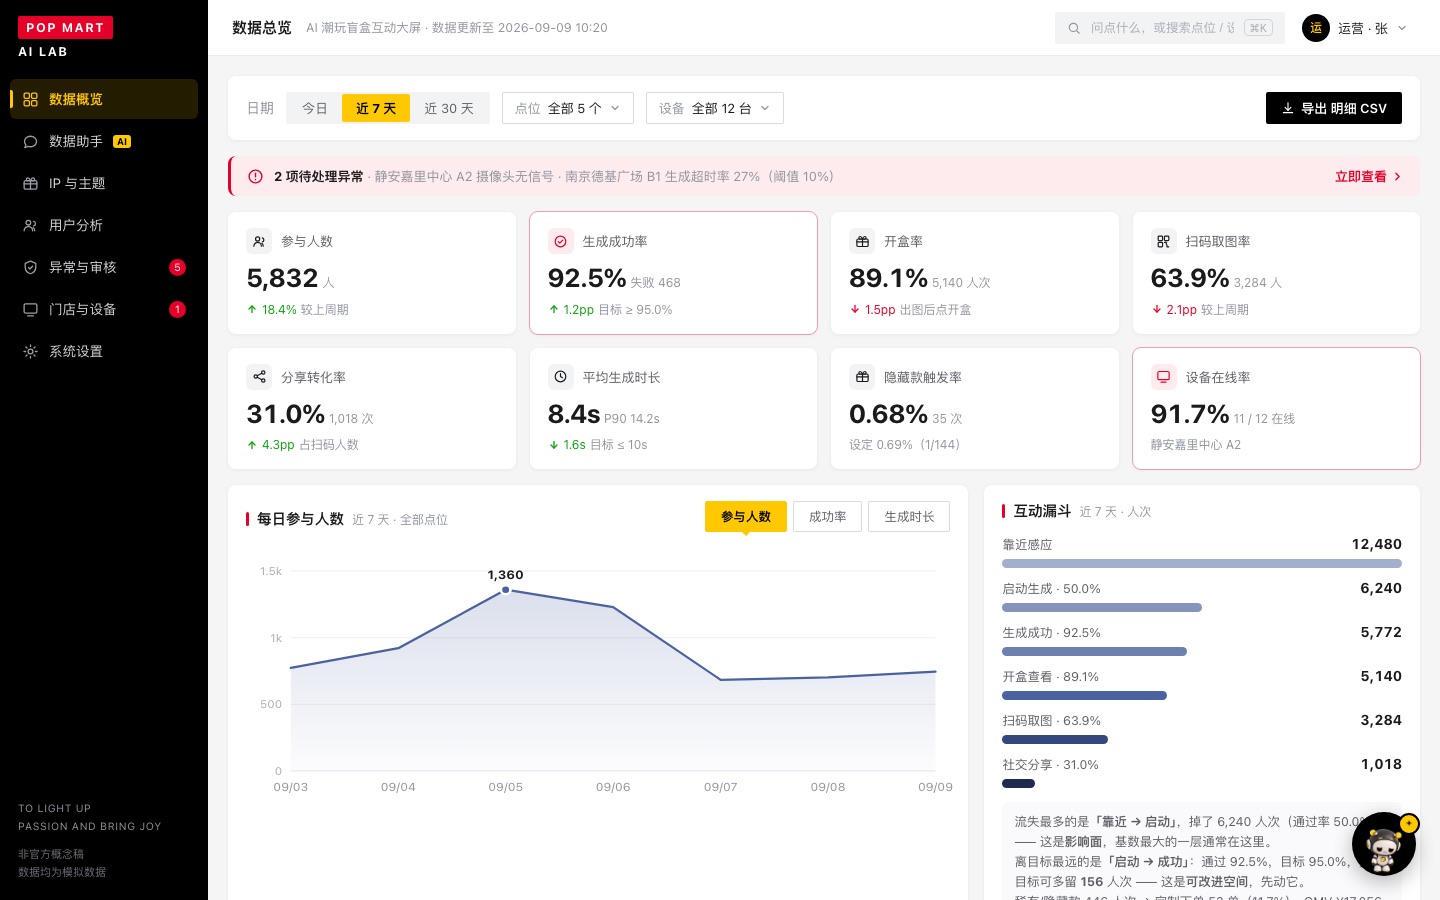 POP MART
AI LAB
数据概览
数据助手 AI
IP 与主题
用户分析
异常与审核 5
门店与设备 1
系统设置
TO LIGHT UP
PASSION AND BRING JOY
非官方概念稿
数据均为模拟数据
数据总览 AI 潮玩盲盒互动大屏 · 数据更新至 2026-09-09 10:20
问点什么，或搜索点位 / ⌘K
运 运营 · 张
日期 今日 近 7 天 近 30 天 点位 全部 5 个 设备 全部 12 台 导出 明细 CSV
2 项待处理异常 · 静安嘉里中心 A2 摄像头无信号 · 南京德基广场 B1 生成超时率 27%（阈值 10%） 立即查看
参与人数
5,832 人
18.4% 较上周期
生成成功率
92.5% 失败 468
1.2pp 目标 ≥ 95.0%
开盒率
89.1% 5,140 人次
1.5pp 出图后点开盒
扫码取图率
63.9% 3,284 人
2.1pp 较上周期
分享转化率
31.0% 1,018 次
4.3pp 占扫码人数
平均生成时长
8.4s P90 14.2s
1.6s 目标 ≤ 10s
隐藏款触发率
0.68% 35 次
设定 0.69%（1/144）
设备在线率
91.7% 11 / 12 在线
静安嘉里中心 A2
每日参与人数 近 7 天 · 全部点位
参与人数 成功率 生成时长
1.5k
1,360
1k
500
0
09/03 09/04 09/05 09/06 09/07 09/08 09/09
互动漏斗 近 7 天 · 人次
靠近感应 12,480
启动生成 · 50.0% 6,240
生成成功 · 92.5% 5,772
开盒查看 · 89.1% 5,140
扫码取图 · 63.9% 3,284
社交分享 · 31.0% 1,018
流失最多的是「靠近 → 启动」，掉了 6,240 人次（通过率 50.0%
—— 这是影响面，基数最大的一层通常在这里。
离目标最远的是「启动 → 成功」：通过 92.5%，目标 95.0%，
目标可多留 156 人次 —— 这是可改进空间，先动它。